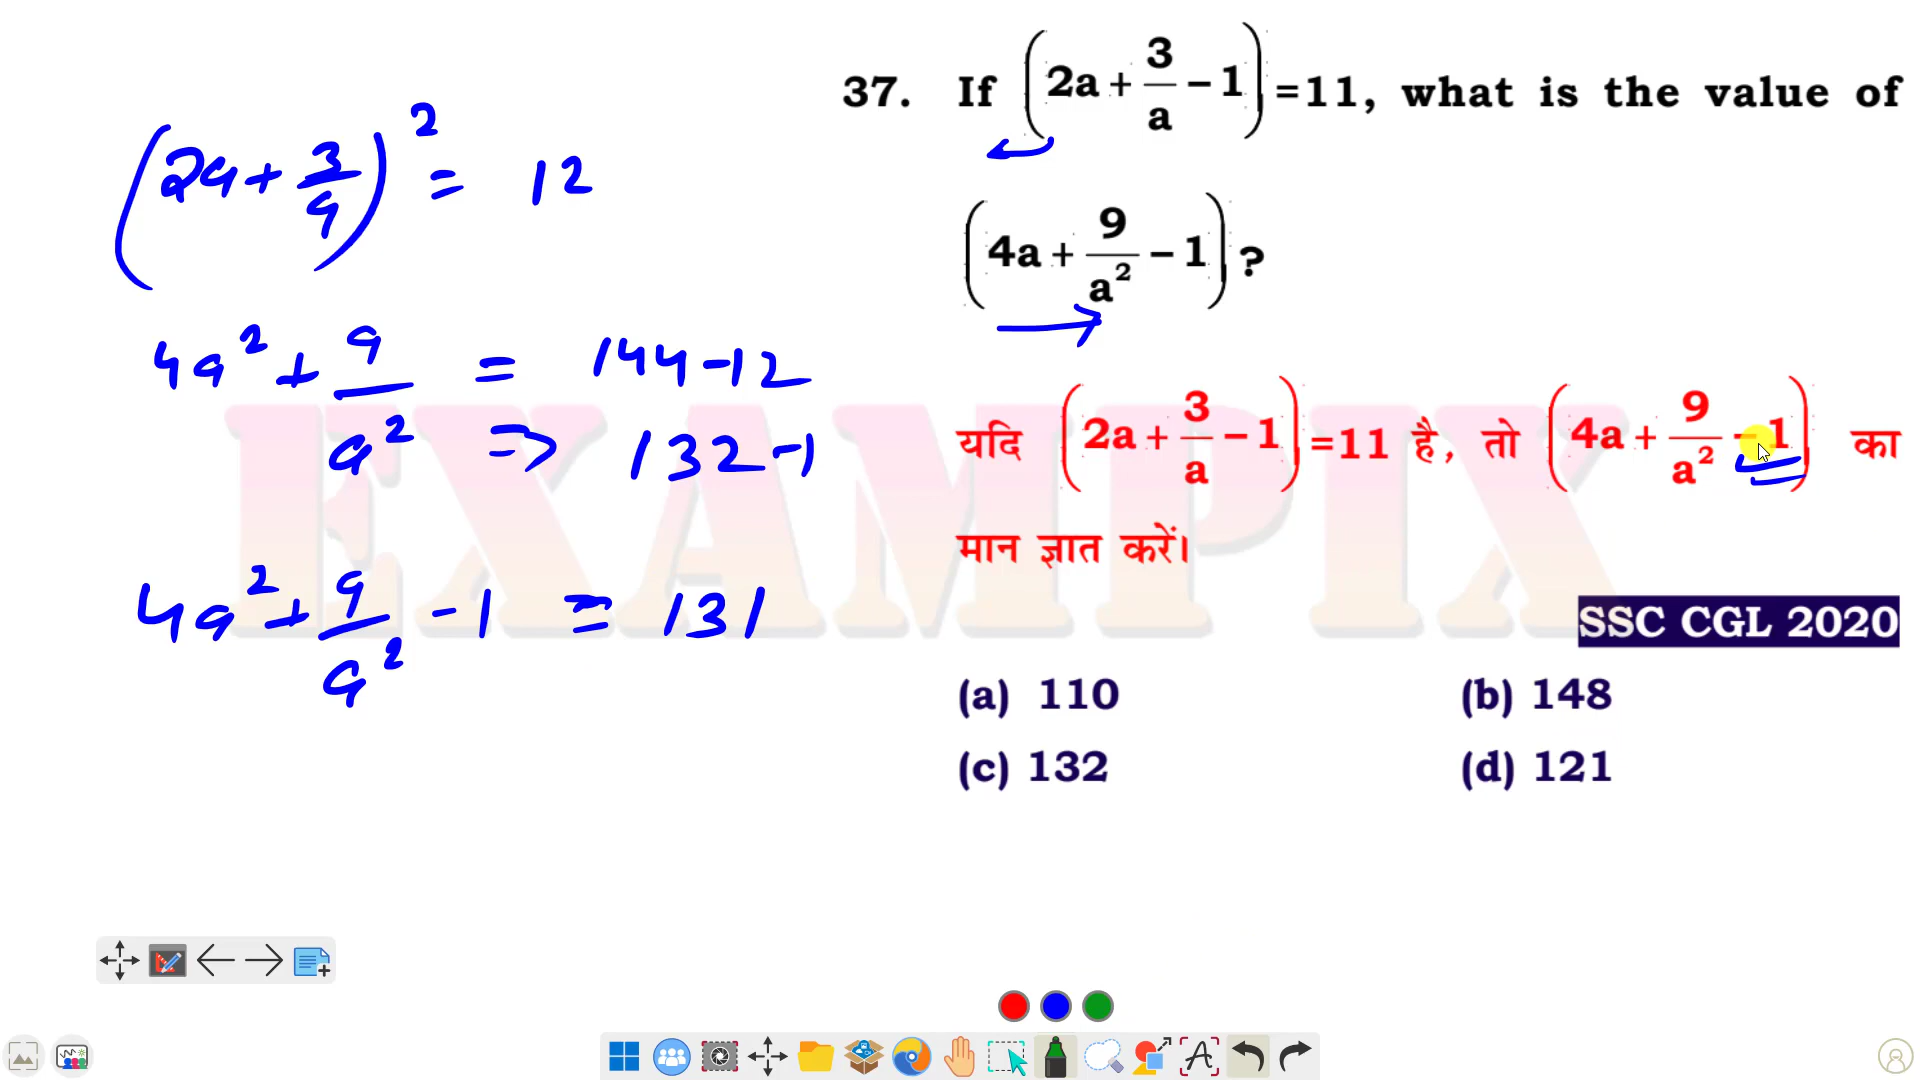 37. If (2a + 3/a − 1) = 11, what is the value of
(4a + 9/a² − 1) ?
यदि (2a + 3/a − 1) = 11 है, तो (4a + 9/a² − 1) का
मान ज्ञात करें।
SSC CGL 2020
(a) 110
(b) 148
(c) 132
(d) 121
(2a + 3/a)² = 12
4a² + 9/a² = 144 - 12
⇒ 132 - 1
4a² + 9/a² - 1 = 131
EXAMPIX